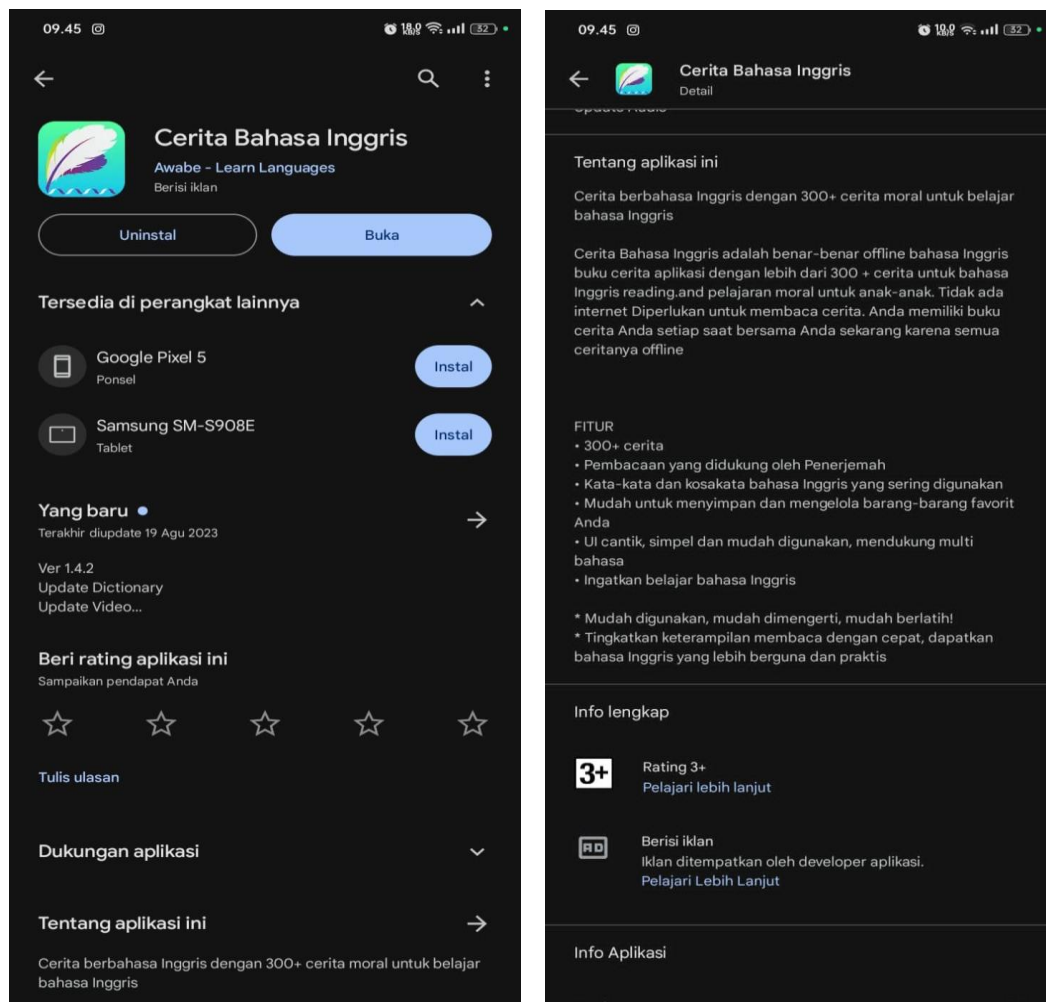 09.45
18,0 KB/s
32
Cerita Bahasa Inggris
Awabe - Learn Languages
Berisi iklan
Uninstal
Buka
Tersedia di perangkat lainnya
Google Pixel 5
Ponsel
Instal
Samsung SM-S908E
Tablet
Instal
Yang baru
Terakhir diupdate 19 Agu 2023
Ver 1.4.2
Update Dictionary
Update Video...
Beri rating aplikasi ini
Sampaikan pendapat Anda
Tulis ulasan
Dukungan aplikasi
Tentang aplikasi ini
Cerita berbahasa Inggris dengan 300+ cerita moral untuk belajar
bahasa Inggris
09.45
32
Cerita Bahasa Inggris
Detail
Update Audio
Tentang aplikasi ini
Cerita berbahasa Inggris dengan 300+ cerita moral untuk belajar
bahasa Inggris
Cerita Bahasa Inggris adalah benar-benar offline bahasa Inggris
buku cerita aplikasi dengan lebih dari 300 + cerita untuk bahasa
Inggris reading.and pelajaran moral untuk anak-anak. Tidak ada
internet Diperlukan untuk membaca cerita. Anda memiliki buku
cerita Anda setiap saat bersama Anda sekarang karena semua
ceritanya offline
FITUR
• 300+ cerita
• Pembacaan yang didukung oleh Penerjemah
• Kata-kata dan kosakata bahasa Inggris yang sering digunakan
• Mudah untuk menyimpan dan mengelola barang-barang favorit
Anda
• UI cantik, simpel dan mudah digunakan, mendukung multi
bahasa
• Ingatkan belajar bahasa Inggris
* Mudah digunakan, mudah dimengerti, mudah berlatih!
* Tingkatkan keterampilan membaca dengan cepat, dapatkan
bahasa Inggris yang lebih berguna dan praktis
Info lengkap
3+
Rating 3+
Pelajari lebih lanjut
AD
Berisi iklan
Iklan ditempatkan oleh developer aplikasi.
Pelajari Lebih Lanjut
Info Aplikasi